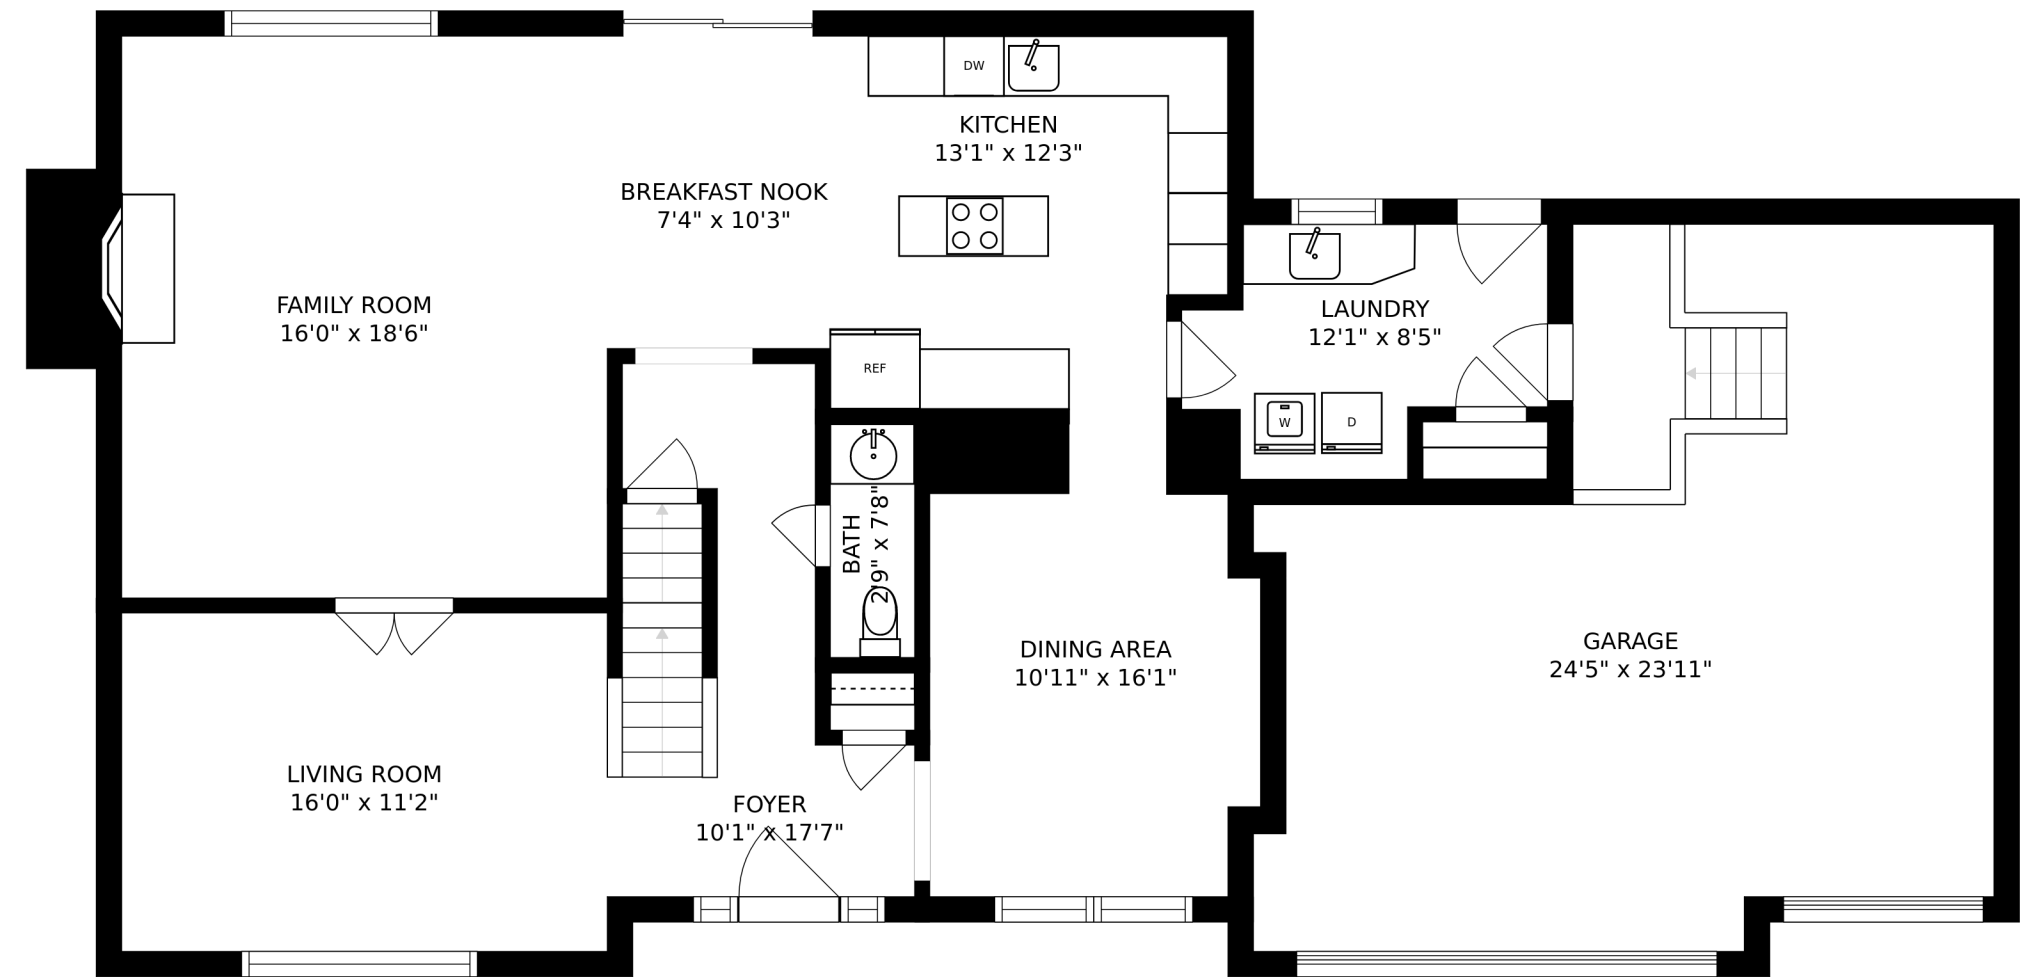 DW
KITCHEN
13'1" x 12'3"
BREAKFAST NOOK
7'4" x 10'3"
FAMILY ROOM
16'0" x 18'6"
LAUNDRY
12'1" x 8'5"
REF
W
D
BATH
2'9" x 7'8"
DINING AREA
10'11" x 16'1"
GARAGE
24'5" x 23'11"
LIVING ROOM
16'0" x 11'2"
FOYER
10'1" x 17'7"